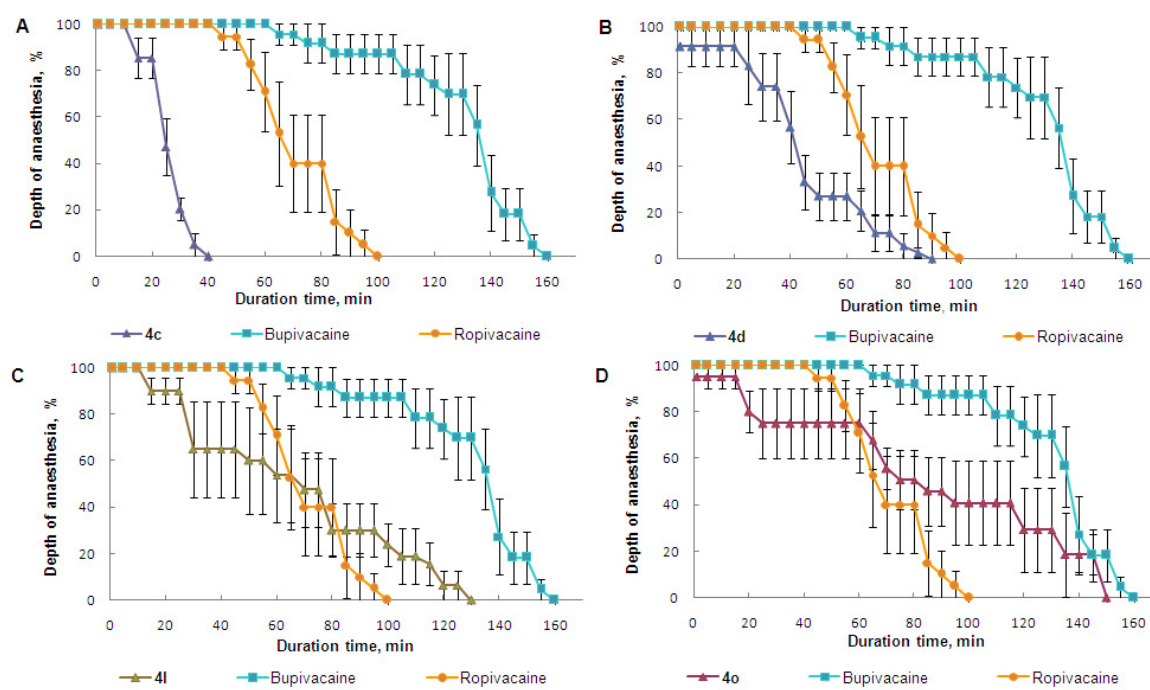 A
Depth of anaesthesia, %
100
80
60
40
20
0
0 20 40 60 80 100 120 140 160
Duration time, min
4c Bupivacaine Ropivacaine
B
Depth of anaesthesia, %
100
80
60
40
20
0
0 20 40 60 80 100 120 140 160
Duration time, min
4d Bupivacaine Ropivacaine
C
Depth of anaesthesia, %
100
80
60
40
20
0
0 20 40 60 80 100 120 140 160
Duration time, min
4l Bupivacaine Ropivacaine
D
Depth of anaesthesia, %
100
80
60
40
20
0
0 20 40 60 80 100 120 140 160
Duration time, min
4o Bupivacaine Ropivacaine